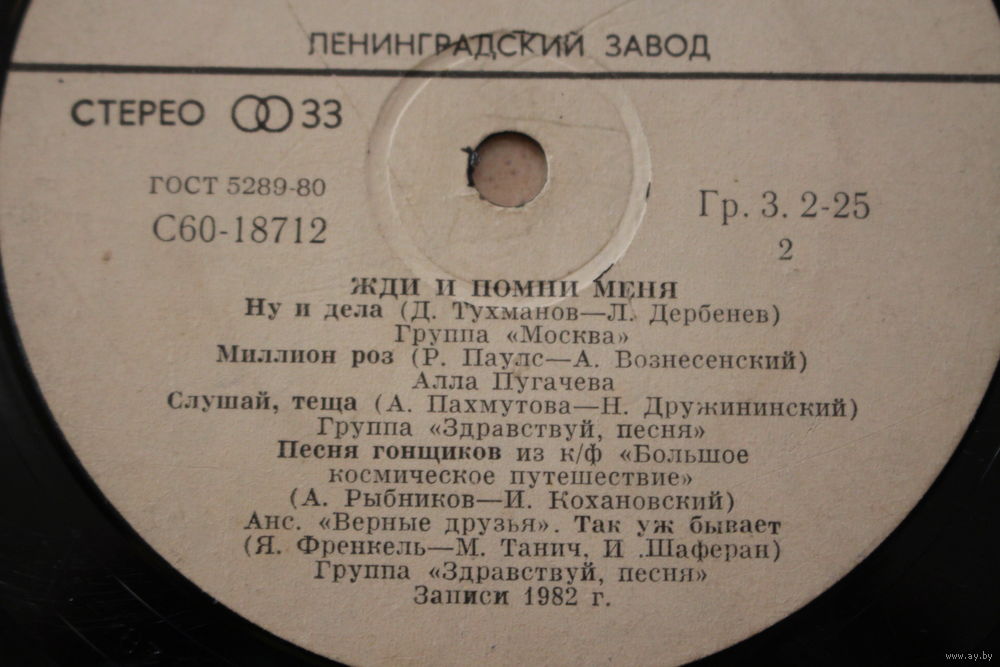 ЛЕНИНГРАДСКИЙ ЗАВОД
СТЕРЕО 33
ГОСТ 5289-80
С60-18712
Гр. 3. 2-25
2
ЖДИ И ПОМНИ МЕНЯ
Ну и дела (Д. Тухманов—Л. Дербенев)
Группа «Москва»
Миллион роз (Р. Паулс—А. Вознесенский)
Алла Пугачева
Слушай, теща (А. Пахмутова—Н. Дружининский)
Группа «Здравствуй, песня»
Песня гонщиков из к/ф «Большое
космическое путешествие»
(А. Рыбников—И. Кохановский)
Анс. «Верные друзья». Так уж бывает
(Я. Френкель—М. Танич, И .Шаферан)
Группа «Здравствуй, песня»
Записи 1982 г.
www.ay.by